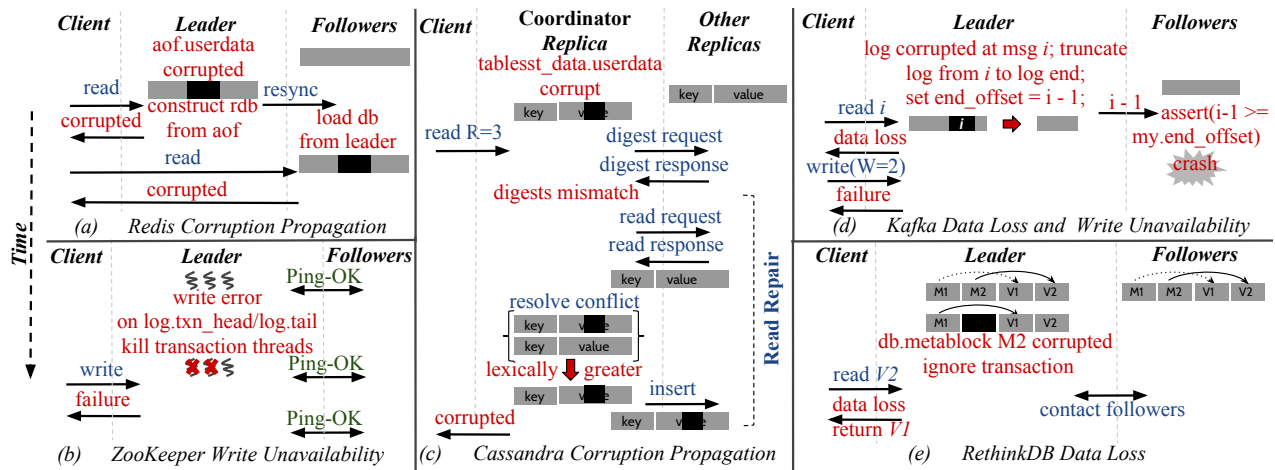 Time
Client Leader Followers
aof.userdata
corrupted
read
resync
construct rdb
from aof
corrupted
load db
from leader
read
corrupted
(a) Redis Corruption Propagation
Client Leader Followers
Ping-OK
write error
on log.txn_head/log.tail
kill transaction threads
Ping-OK
write
failure
Ping-OK
(b) ZooKeeper Write Unavailability
Client Coordinator Other
Replica Replicas
tablesst_data.userdata
corrupt
key value
key value
read R=3
digest request
digest response
digests mismatch
read request
read response
key value
resolve conflict
key value
key value
lexically greater
key value
insert
key value
corrupted
Read Repair
(c) Cassandra Corruption Propagation
Client Leader Followers
log corrupted at msg i; truncate
log from i to log end;
set end_offset = i - 1;
read i
i
i - 1
assert(i-1 >=
my.end_offset)
crash
data loss
write(W=2)
failure
(d) Kafka Data Loss and Write Unavailability
Client Leader Followers
M1 M2 V1 V2
M1 M2 V1 V2
M1 V1 V2
db.metablock M2 corrupted
ignore transaction
read V2
data loss
return V1
contact followers
(e) RethinkDB Data Loss